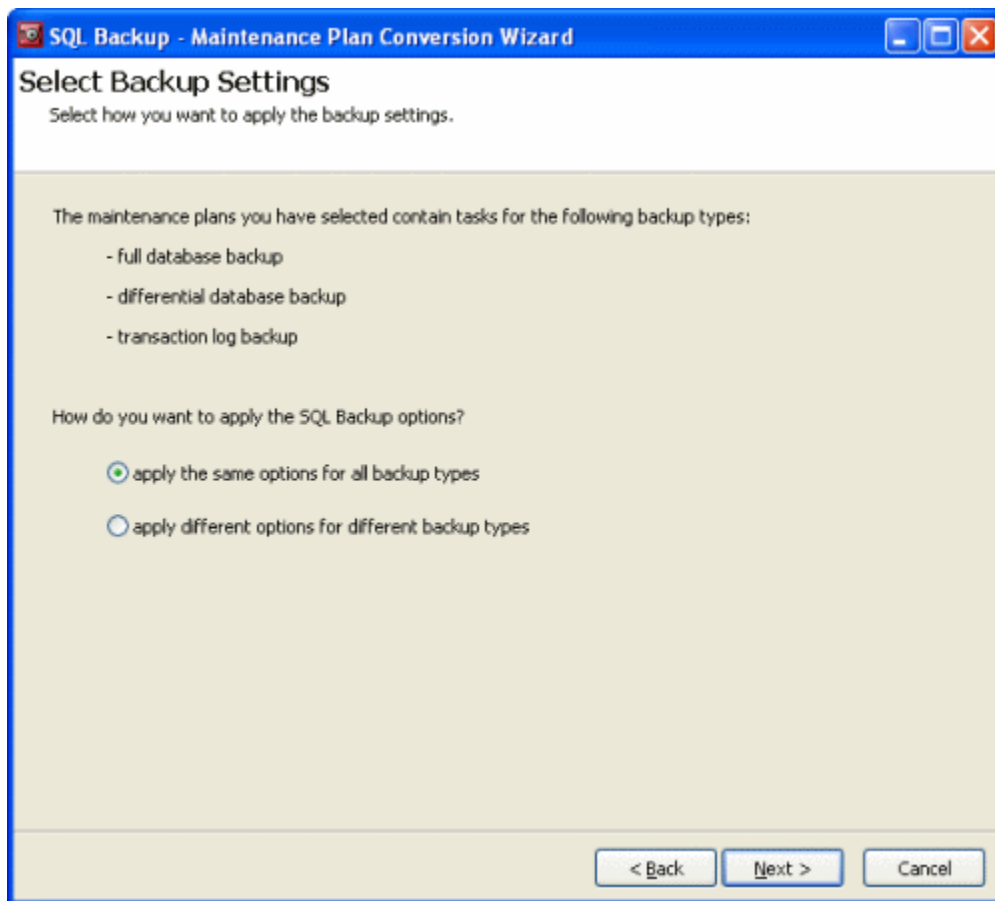 SQL Backup - Maintenance Plan Conversion Wizard
Select Backup Settings
Select how you want to apply the backup settings.
The maintenance plans you have selected contain tasks for the following backup types:
- full database backup
- differential database backup
- transaction log backup
How do you want to apply the SQL Backup options?
apply the same options for all backup types
apply different options for different backup types
< Back Next > Cancel